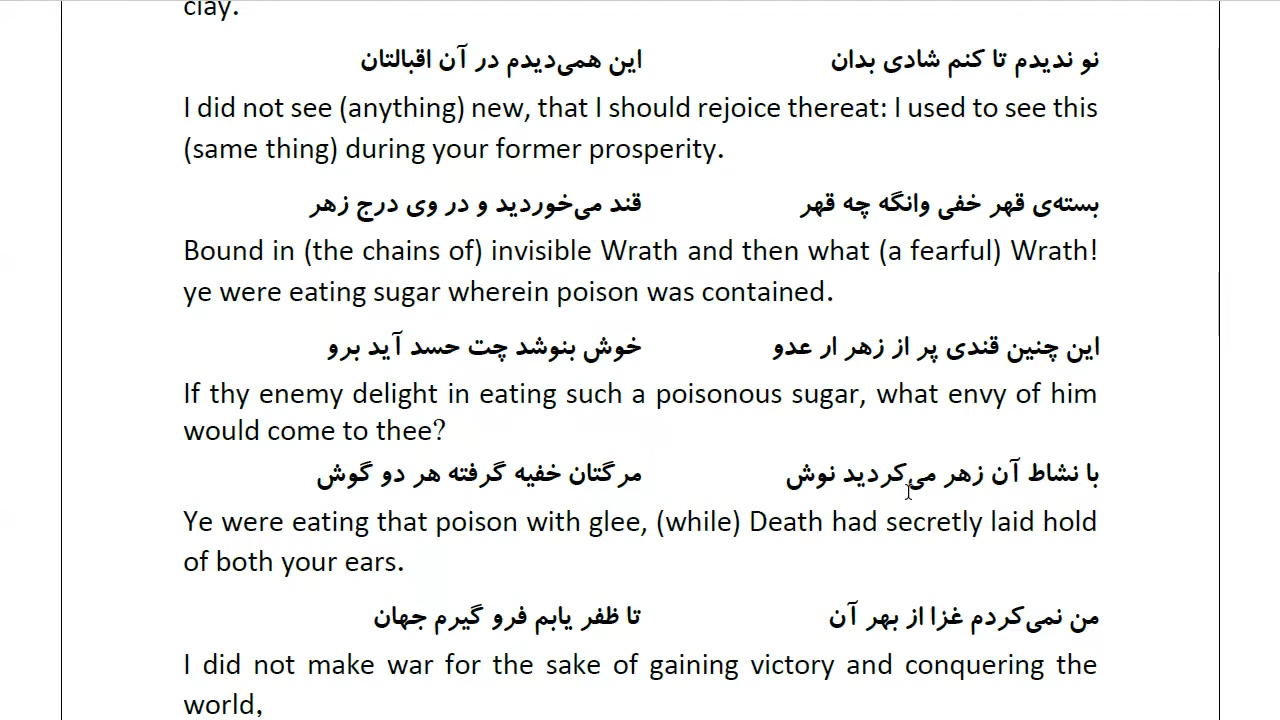 clay.
نو ندیدم تا کنم شادی بدان این همی‌دیدم در آن اقبالتان
I did not see (anything) new, that I should rejoice thereat: I used to see this
(same thing) during your former prosperity.
بسته‌ی قهر خفی وانگه چه قهر قند می‌خوردید و در وی درج زهر
Bound in (the chains of) invisible Wrath and then what (a fearful) Wrath!
ye were eating sugar wherein poison was contained.
این چنین قندی پر از زهر ار عدو خوش بنوشد چت حسد آید برو
If thy enemy delight in eating such a poisonous sugar, what envy of him
would come to thee?
با نشاط آن زهر می‌کردید نوش مرگتان خفیه گرفته هر دو گوش
Ye were eating that poison with glee, (while) Death had secretly laid hold
of both your ears.
من نمی‌کردم غزا از بهر آن تا ظفر یابم فرو گیرم جهان
I did not make war for the sake of gaining victory and conquering the
world,